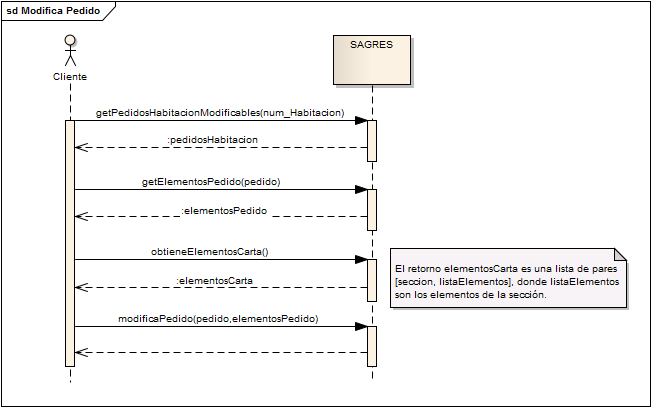 sd Modifica Pedido
Cliente
SAGRES
getPedidosHabitacionModificables(num_Habitacion)
:pedidosHabitacion
getElementosPedido(pedido)
:elementosPedido
obtieneElementosCarta()
:elementosCarta
El retorno elementosCarta es una lista de pares
[seccion, listaElementos], donde listaElementos
son los elementos de la sección.
modificaPedido(pedido,elementosPedido)